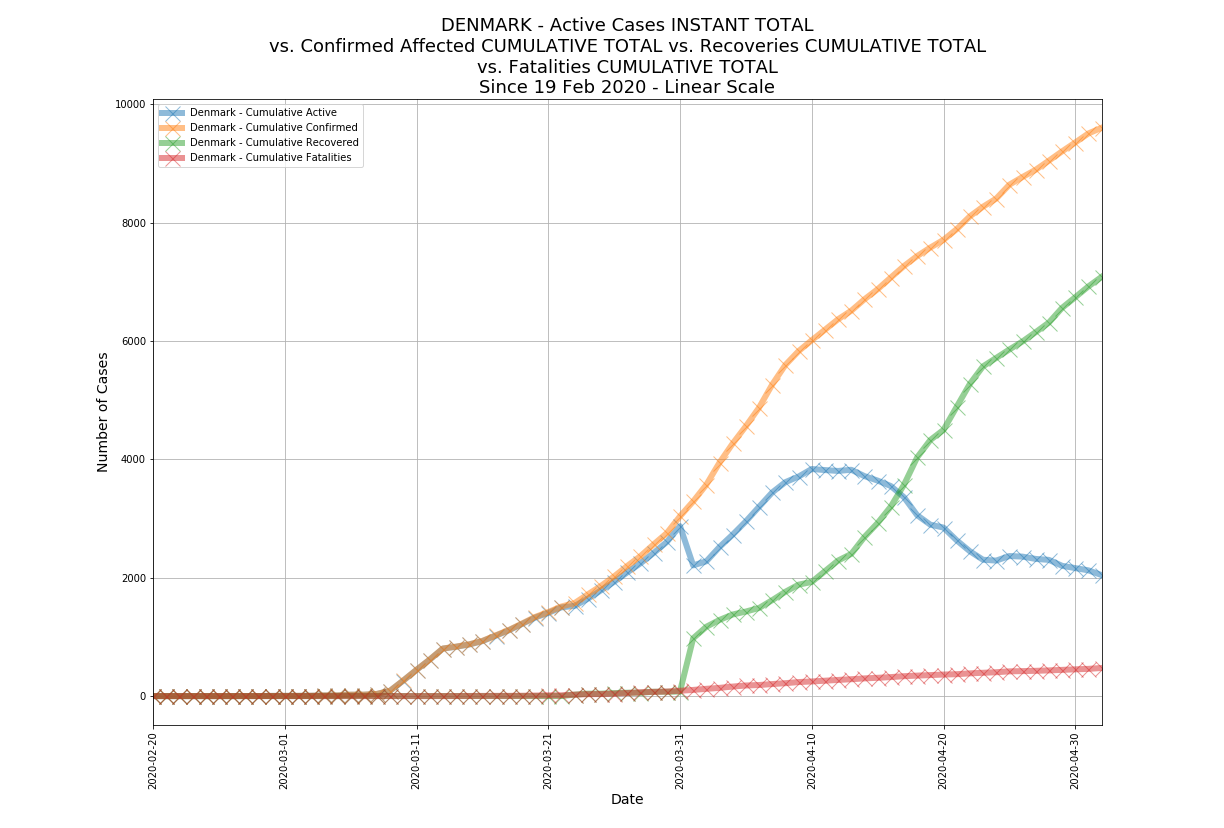 DENMARK - Active Cases INSTANT TOTAL
vs. Confirmed Affected CUMULATIVE TOTAL vs. Recoveries CUMULATIVE TOTAL
vs. Fatalities CUMULATIVE TOTAL
Since 19 Feb 2020 - Linear Scale
Denmark - Cumulative Active
Denmark - Cumulative Confirmed
Denmark - Cumulative Recovered
Denmark - Cumulative Fatalities
Number of Cases
10000
8000
6000
4000
2000
0
2020-02-20
2020-03-01
2020-03-11
2020-03-21
2020-03-31
2020-04-10
2020-04-20
2020-04-30
Date